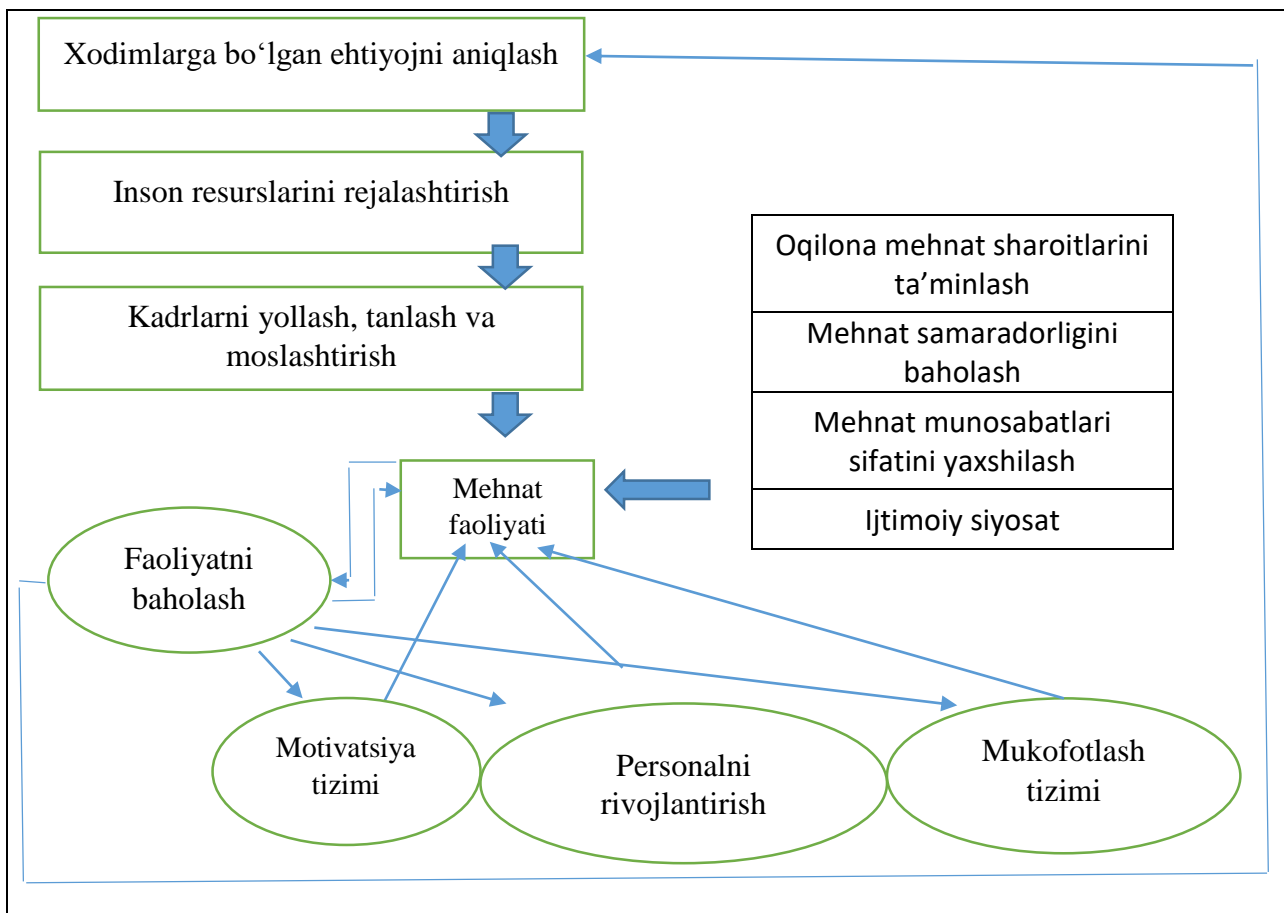 Xodimlarga bo‘lgan ehtiyojni aniqlash
Inson resurslarini rejalashtirish
Kadrlarni yollash, tanlash va
moslashtirish
Oqilona mehnat sharoitlarini
ta’minlash
Mehnat samaradorligini
baholash
Mehnat munosabatlari
sifatini yaxshilash
Ijtimoiy siyosat
Mehnat
faoliyati
Faoliyatni
baholash
Motivatsiya
tizimi
Personalni
rivojlantirish
Mukofotlash
tizimi